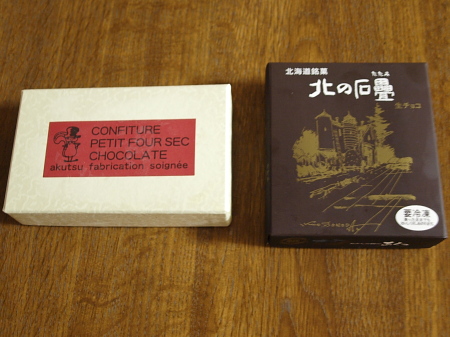 CONFITURE
PETIT FOUR SEC
CHOCOLATE
akutsu fabrication soignée
北海道銘菓
たたみ
北の石疊
生チョコ
要冷凍